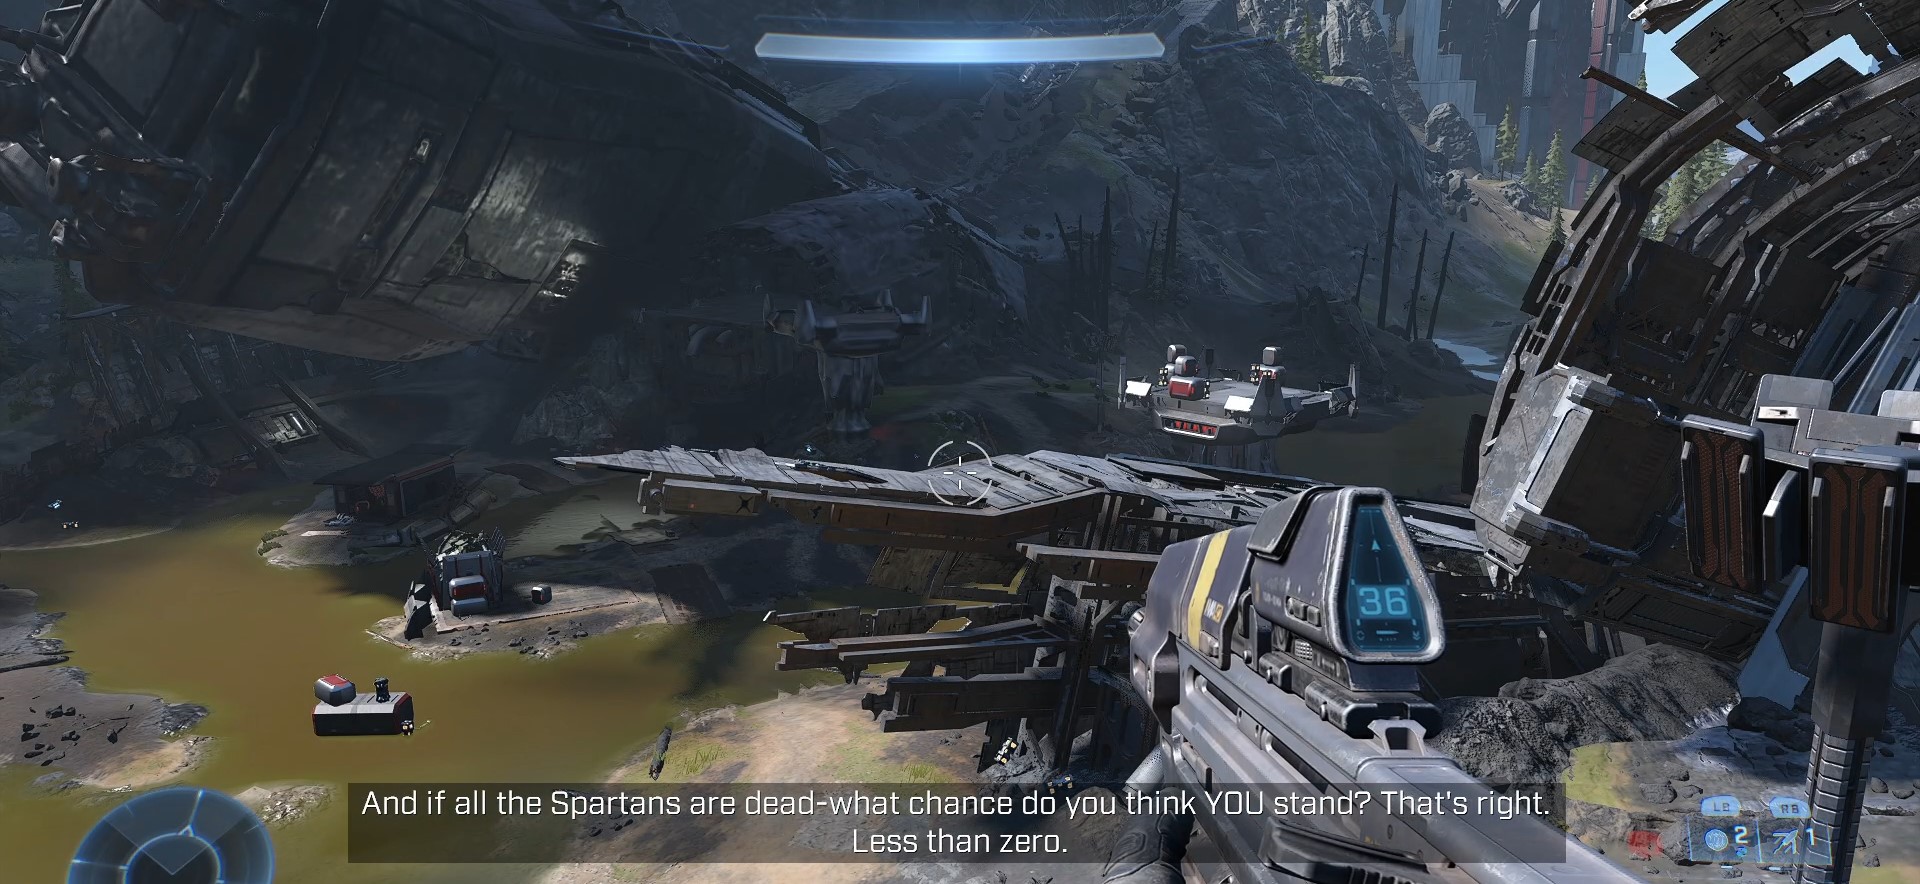 36
And if all the Spartans are dead-what chance do you think YOU stand? That's right.
Less than zero.
LB RB
2 1